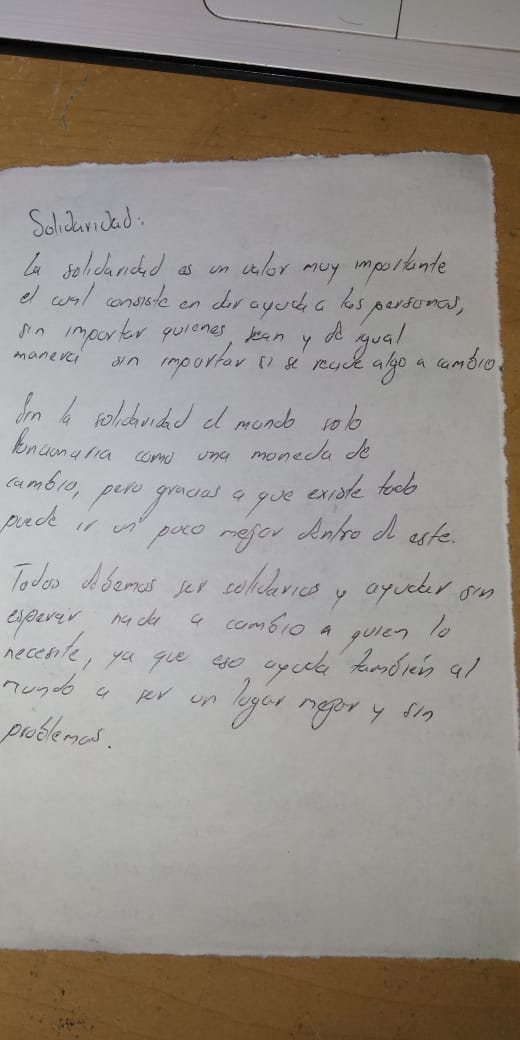 Solidaridad:
La solidaridad es un valor muy importante
el cual consiste en dar ayuda a las personas,
sin importar quienes sean y de igual
manera sin importar si se recive algo a cambio.
Sin la solidaridad el mundo solo
funcionaria como una moneda de
cambio, pero gracias a que existe todo
puede ir un poco mejor dentro de este.
Todos debemos ser solidarios y ayudar sin
esperar nada a cambio a quien lo
necesite, ya que eso ayuda también al
mundo a ser un lugar mejor y sin
problemas.